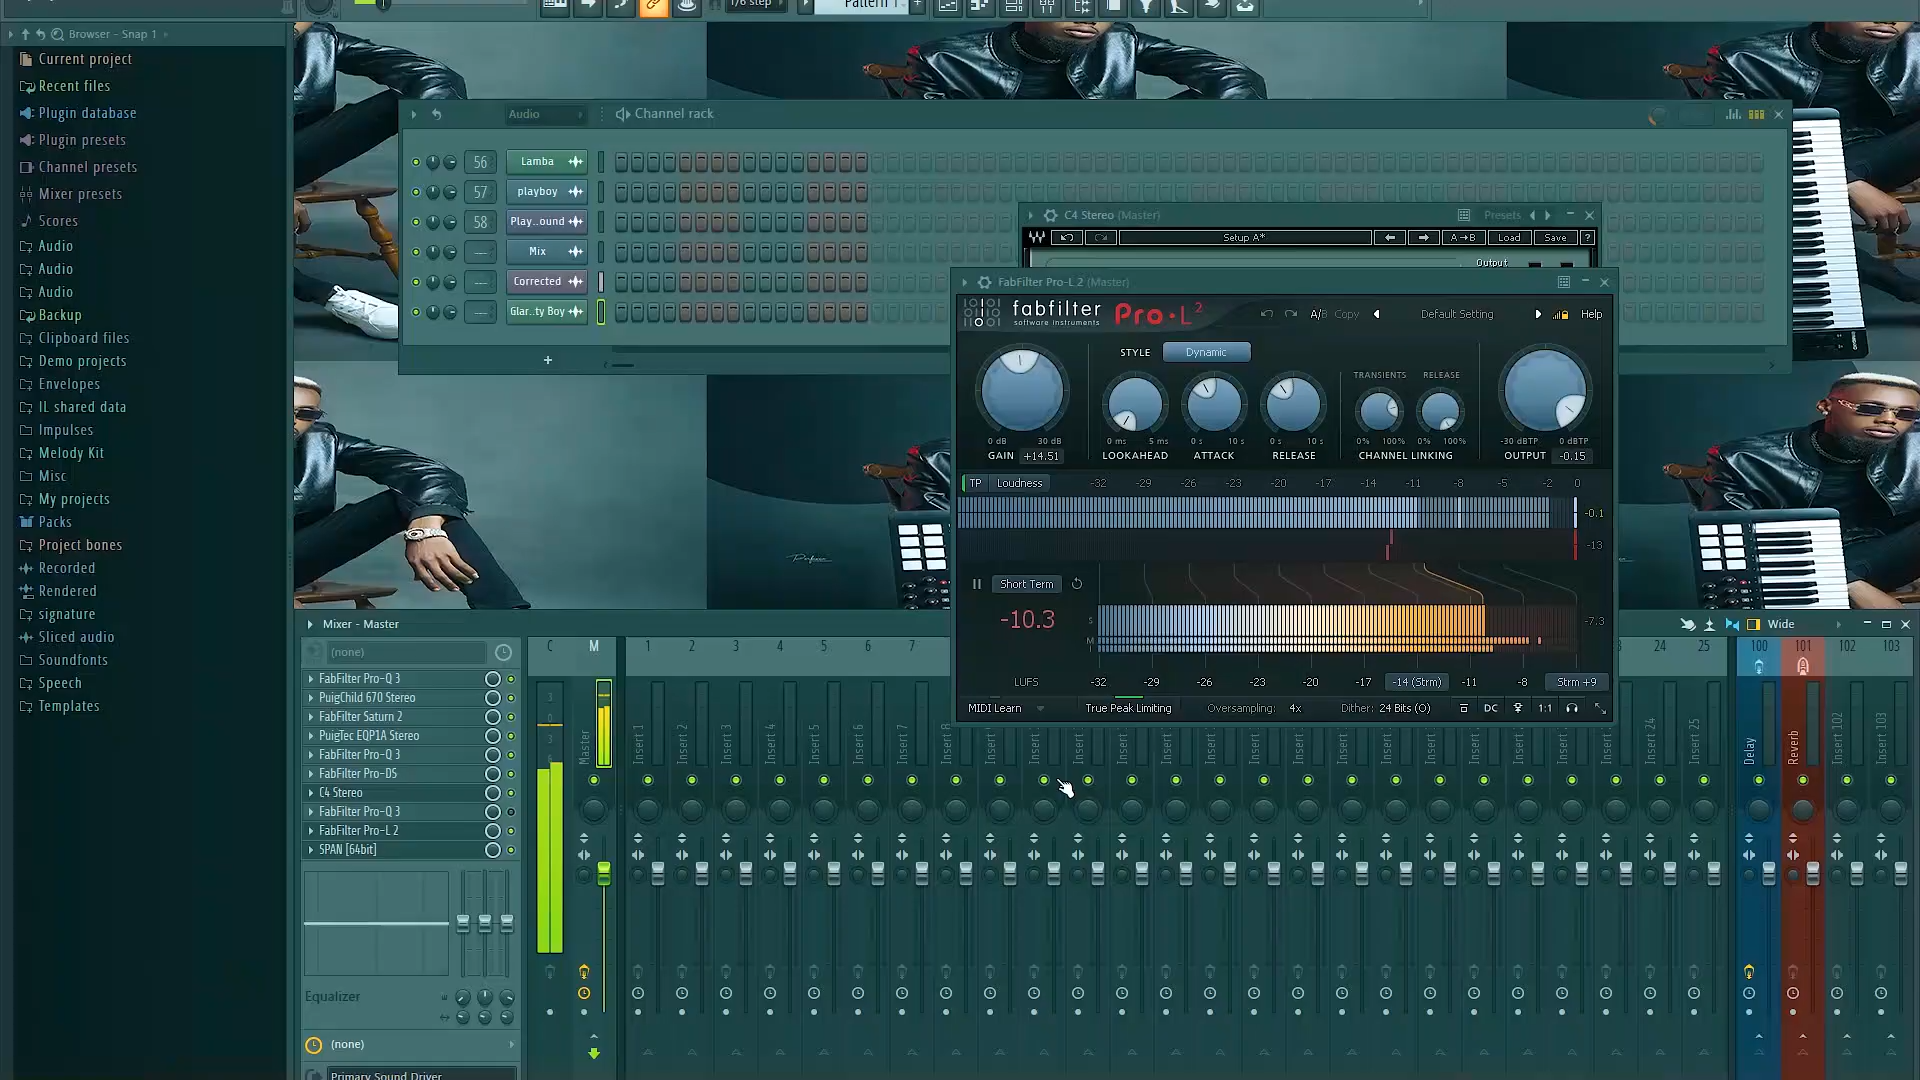 1/6 step
Pattern 1
Browser - Snap 1
Current project
Recent files
Plugin database
Plugin presets
Channel presets
Mixer presets
Scores
Audio
Audio
Audio
Backup
Clipboard files
Demo projects
Envelopes
IL shared data
Impulses
Melody Kit
Misc
My projects
Packs
Project bones
Recorded
Rendered
signature
Sliced audio
Soundfonts
Speech
Templates
Audio
Channel rack
56 Lamba
57 playboy
58 Play..ound
--- Mix
--- Corrected
--- Glar..ty Boy
+
C4 Stereo (Master)
Presets
Setup A*
A→B
Load
Save
?
Output
FabFilter Pro-L 2 (Master)
fabfilter
software instruments
Pro·L 2
A/B Copy
Default Setting
Help
STYLE
Dynamic
TRANSIENTS RELEASE
0 dB 30 dB
0 ms 5 ms
0 s 10 s
0 s 10 s
0% 100%
0% 100%
-30 dBTP 0 dBTP
GAIN +14.51
LOOKAHEAD
ATTACK
RELEASE
CHANNEL LINKING
OUTPUT -0.15
TP Loudness
-32 -29 -26 -23 -20 -17 -14 -11 -8 -5 -2 0
-0.1
-13
Short Term
-10.3
S
M
-7.3
LUFS
-32 -29 -26 -23 -20 -17 -14 (Strm) -11 -8 Strm +9
MIDI Learn
True Peak Limiting
Oversampling: 4x
Dither: 24 Bits (O)
DC
1:1
Mixer - Master
Wide
(none)
FabFilter Pro-Q 3
PuigChild 670 Stereo
FabFilter Saturn 2
PuigTec EQP1A Stereo
FabFilter Pro-Q 3
FabFilter Pro-DS
C4 Stereo
FabFilter Pro-Q 3
FabFilter Pro-L 2
SPAN [64bit]
Equalizer
(none)
Primary Sound Driver
C M 1 2 3 4 5 6 7 24 25 100 101 102 103
3
0
3
Master
Insert 1
Insert 2
Insert 3
Insert 4
Insert 5
Insert 6
Insert 24
Insert 25
Delay
Reverb
Insert 102
Insert 103